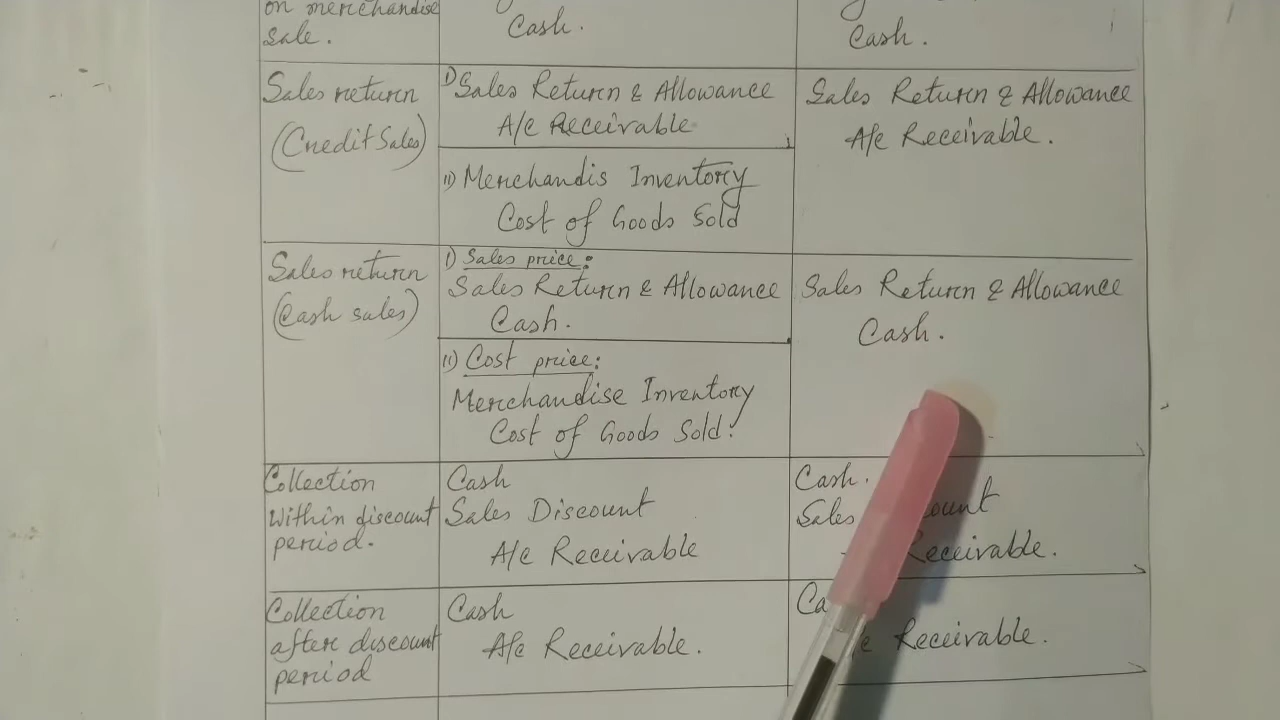 on merchandise
sale.
Cash.
Cash.
Sales return
(Credit Sales)
I) Sales Return & Allowance
A/c Receivable
II) Merchandis Inventory
Cost of Goods Sold
Sales Return & Allowance
A/c Receivable.
Sales return
(Cash sales)
I) Sales price:
Sales Return & Allowance
Cash.
II) Cost price:
Merchandise Inventory
Cost of Goods Sold.
Sales Return & Allowance
Cash.
Collection
Within discount
period.
Cash
Sales Discount
A/c Receivable
Cash.
Sales
Receivable.
Collection
after discount
period
Cash
A/c Receivable.
Receivable.